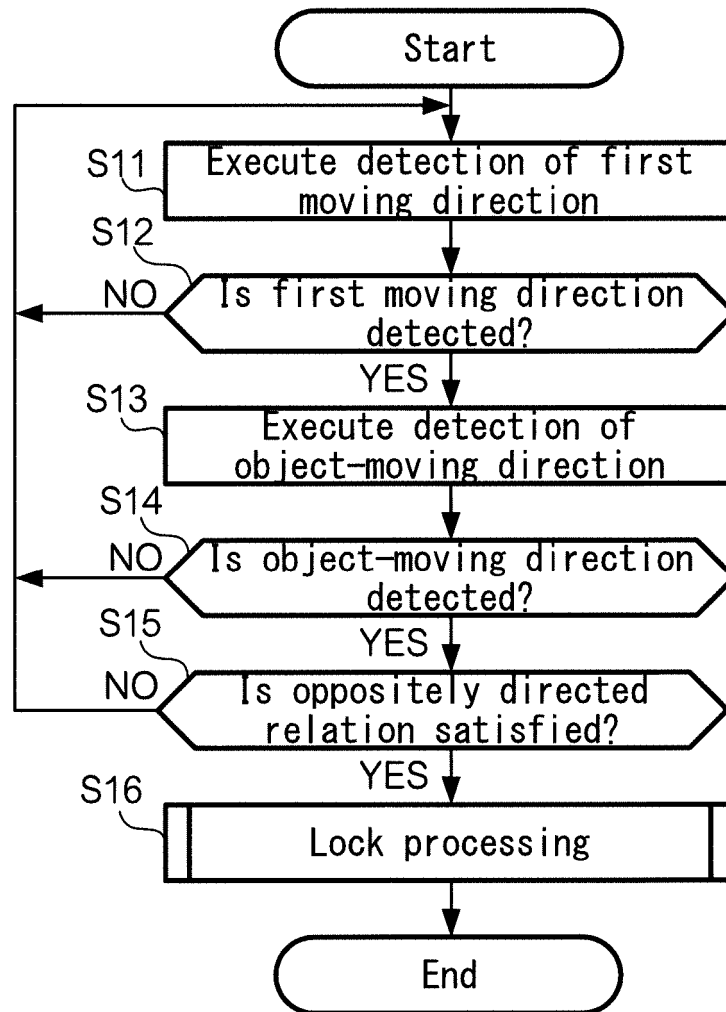 Start
S11
Execute detection of first
moving direction
S12
NO
Is first moving direction
detected?
YES
S13
Execute detection of
object-moving direction
S14
NO
Is object-moving direction
detected?
YES
S15
NO
Is oppositely directed
relation satisfied?
YES
S16
Lock processing
End